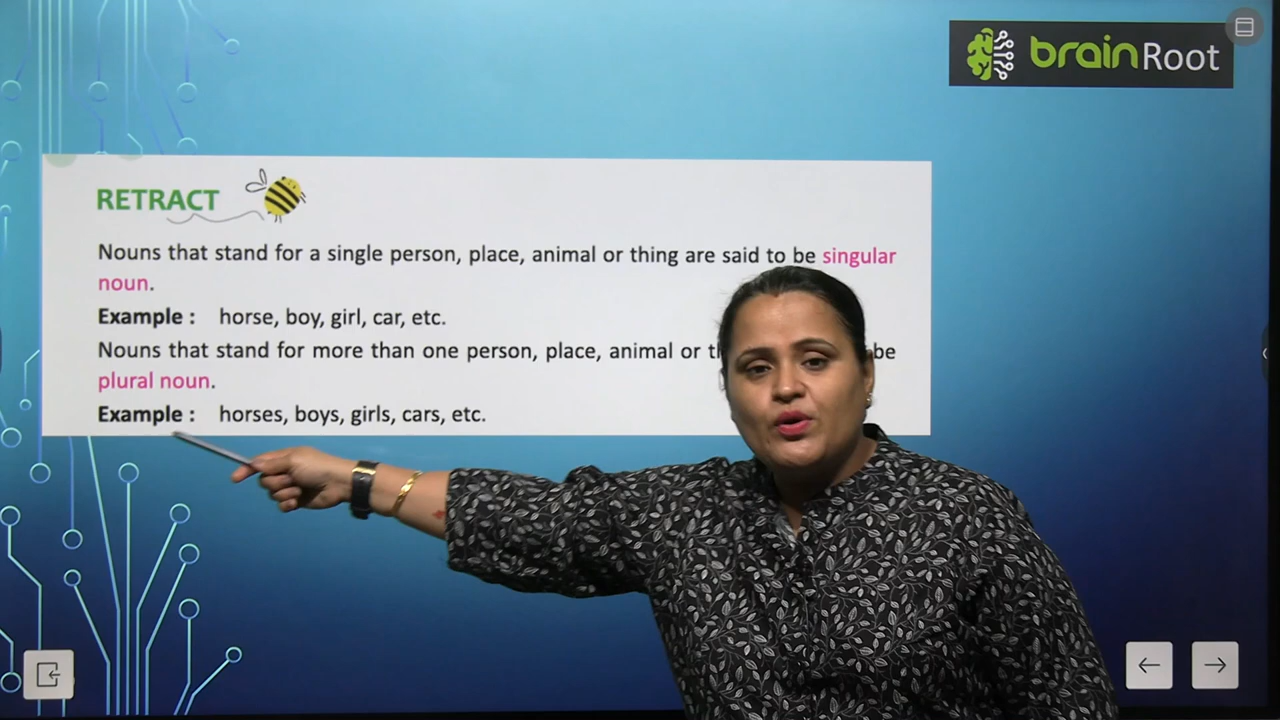 brainRoot
RETRACT
Nouns that stand for a single person, place, animal or thing are said to be singular
noun.
Example : horse, boy, girl, car, etc.
Nouns that stand for more than one person, place, animal or be
plural noun.
Example : horses, boys, girls, cars, etc.